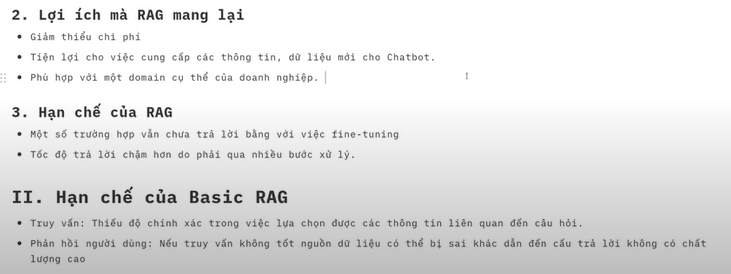 2. Lợi ích mà RAG mang lại
• Giảm thiểu chi phí
• Tiện lợi cho việc cung cấp các thông tin, dữ liệu mới cho Chatbot.
• Phù hợp với một domain cụ thể của doanh nghiệp.
3. Hạn chế của RAG
• Một số trường hợp vẫn chưa trả lời bằng với việc fine-tuning
• Tốc độ trả lời chậm hơn do phải qua nhiều bước xử lý.
II. Hạn chế của Basic RAG
• Truy vấn: Thiếu độ chính xác trong việc lựa chọn được các thông tin liên quan đến câu hỏi.
• Phản hồi người dùng: Nếu truy vấn không tốt nguồn dữ liệu có thể bị sai khác dẫn đến cấu trả lời không có chất
lượng cao